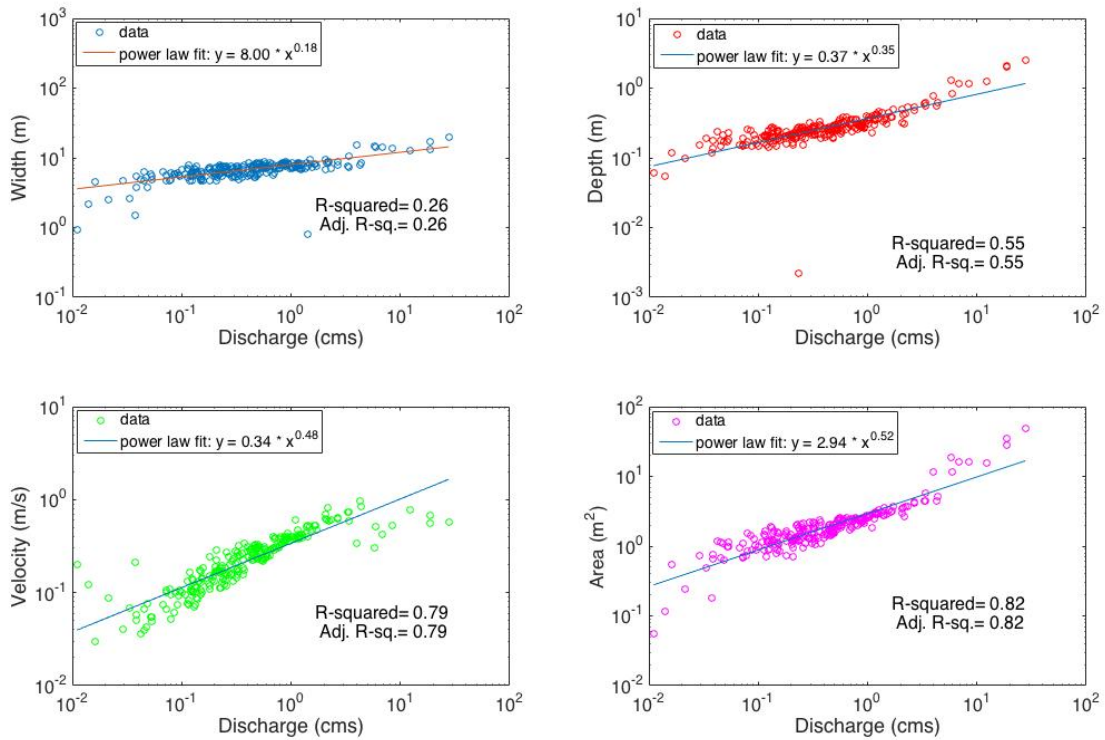 data
power law fit: y = 8.00 * x^0.18
R-squared= 0.26
Adj. R-sq.= 0.26
Width (m)
10^3
10^2
10^1
10^0
10^-1
10^-2
10^-1
10^0
10^1
10^2
Discharge (cms)
data
power law fit: y = 0.37 * x^0.35
R-squared= 0.55
Adj. R-sq.= 0.55
Depth (m)
10^1
10^0
10^-1
10^-2
10^-3
10^-2
10^-1
10^0
10^1
10^2
Discharge (cms)
data
power law fit: y = 0.34 * x^0.48
R-squared= 0.79
Adj. R-sq.= 0.79
Velocity (m/s)
10^1
10^0
10^-1
10^-2
10^-2
10^-1
10^0
10^1
10^2
Discharge (cms)
data
power law fit: y = 2.94 * x^0.52
R-squared= 0.82
Adj. R-sq.= 0.82
Area (m^2)
10^2
10^1
10^0
10^-1
10^-2
10^-2
10^-1
10^0
10^1
10^2
Discharge (cms)